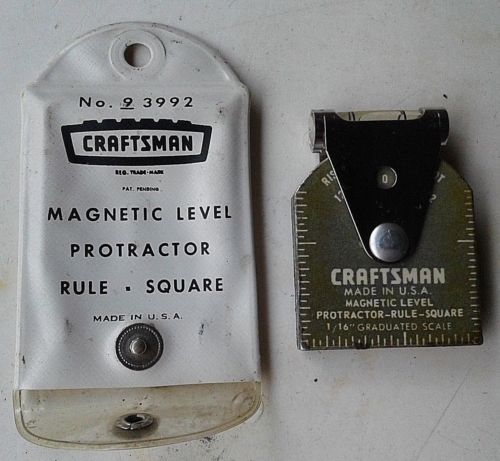 No. 9 3992
CRAFTSMAN
REG. TRADE-MARK
PAT. PENDING
MAGNETIC LEVEL
PROTRACTOR
RULE - SQUARE
MADE IN U.S.A.
0
CRAFTSMAN
MADE IN U.S.A.
MAGNETIC LEVEL
PROTRACTOR-RULE-SQUARE
1/16" GRADUATED SCALE